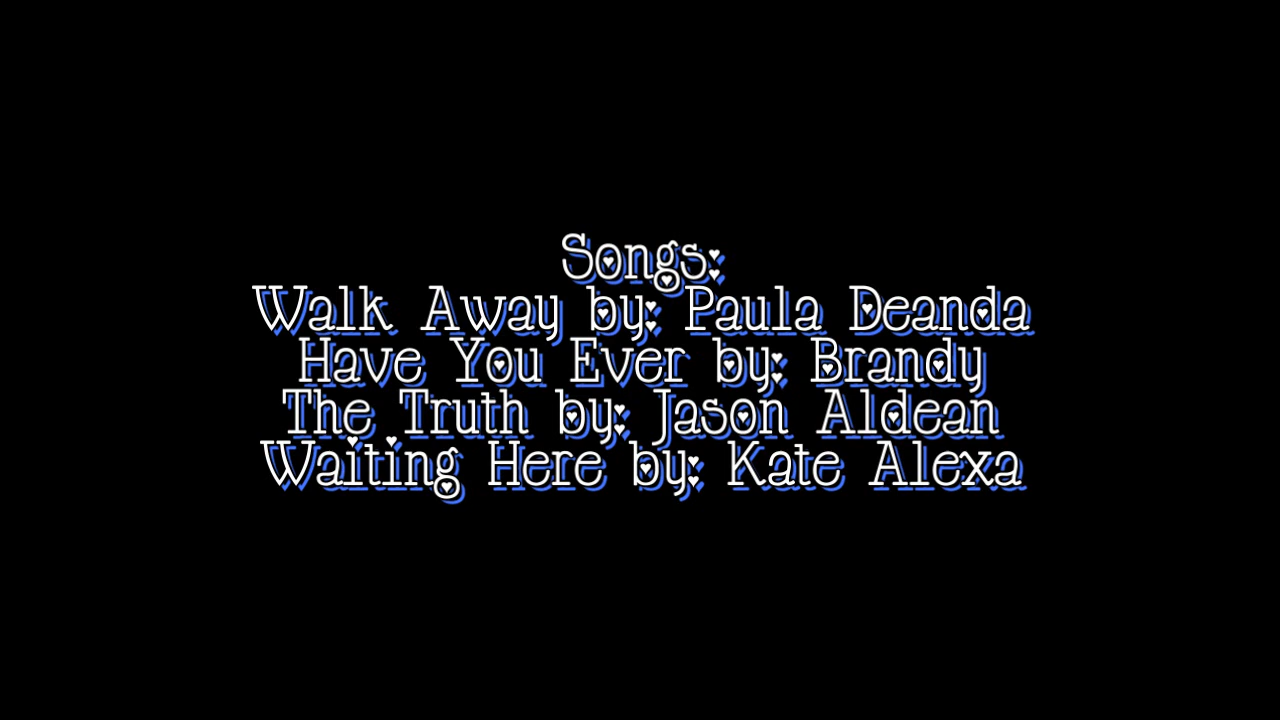 Songs:
Walk Away by: Paula Deanda
Have You Ever by: Brandy
The Truth by: Jason Aldean
Waiting Here by: Kate Alexa